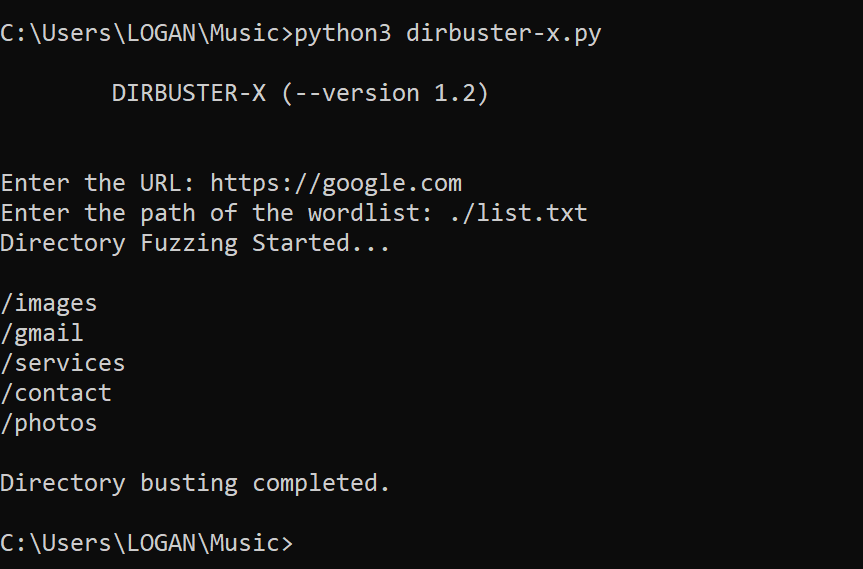 C:\Users\LOGAN\Music>python3 dirbuster-x.py
DIRBUSTER-X (--version 1.2)
Enter the URL: https://google.com
Enter the path of the wordlist: ./list.txt
Directory Fuzzing Started...
/images
/gmail
/services
/contact
/photos
Directory busting completed.
C:\Users\LOGAN\Music>